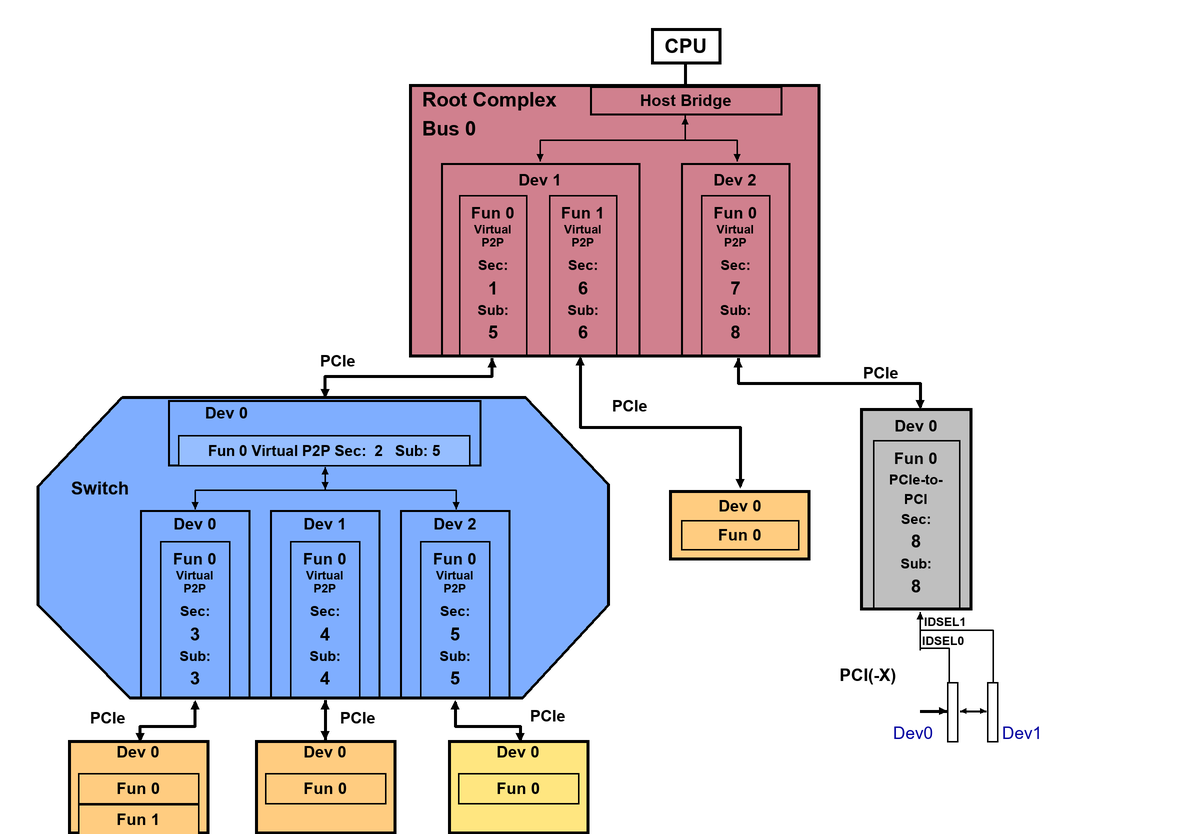 CPU
Root Complex
Host Bridge
Bus 0
Dev 1
Dev 2
Fun 0
Virtual
P2P
Sec:
1
Sub:
5
Fun 1
Virtual
P2P
Sec:
6
Sub:
6
Fun 0
Virtual
P2P
Sec:
7
Sub:
8
PCIe
PCIe
PCIe
Dev 0
Fun 0 Virtual P2P Sec: 2 Sub: 5
Switch
Dev 0
Fun 0
Virtual
P2P
Sec:
3
Sub:
3
Dev 1
Fun 0
Virtual
P2P
Sec:
4
Sub:
4
Dev 2
Fun 0
Virtual
P2P
Sec:
5
Sub:
5
Dev 0
Fun 0
Dev 0
Fun 0
PCIe-to-
PCI
Sec:
8
Sub:
8
IDSEL1
IDSEL0
PCI(-X)
Dev0
Dev1
PCIe
PCIe
PCIe
Dev 0
Fun 0
Fun 1
Dev 0
Fun 0
Dev 0
Fun 0